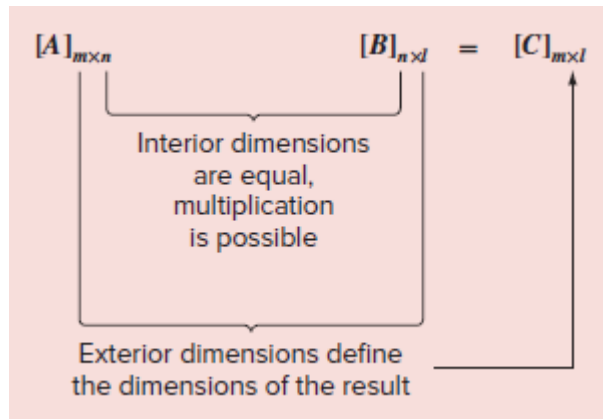 [A]m×n [B]n×l = [C]m×l
Interior dimensions
are equal,
multiplication
is possible
Exterior dimensions define
the dimensions of the result